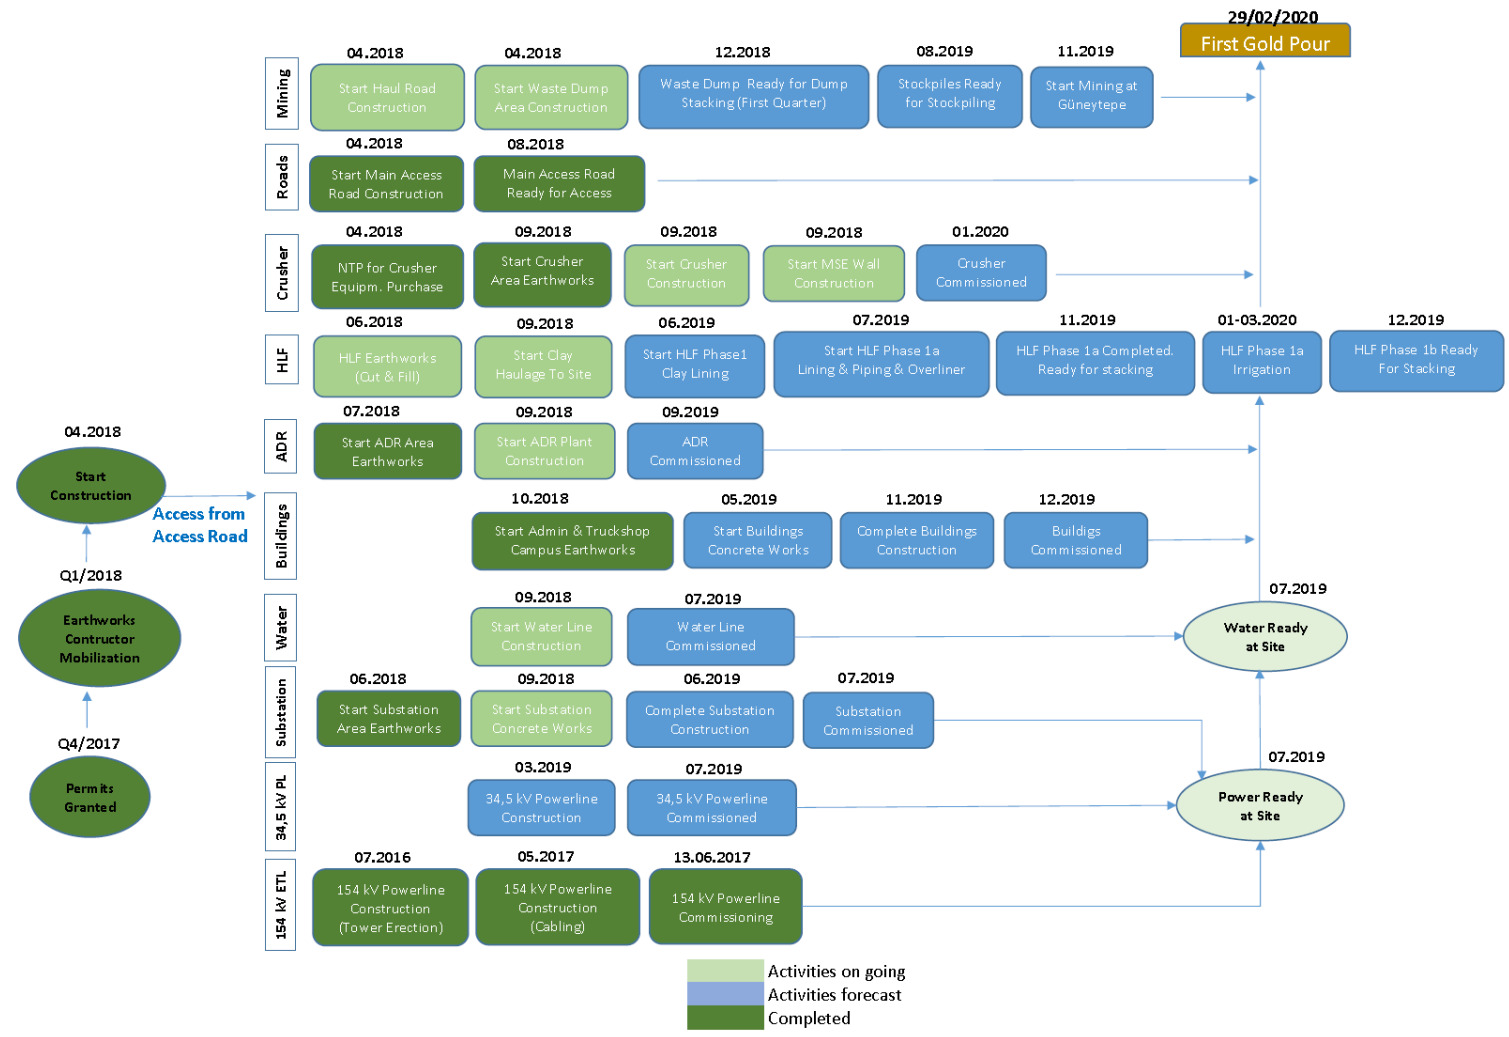 29/02/2020
First Gold Pour
Mining
04.2018
Start Haul Road
Construction
04.2018
Start Waste Dump
Area Construction
12.2018
Waste Dump Ready for Dump
Stacking (First Quarter)
08.2019
Stockpiles Ready
for Stockpiling
11.2019
Start Mining at
Güneytepe
Roads
04.2018
Start Main Access
Road Construction
08.2018
Main Access Road
Ready for Access
Crusher
04.2018
NTP for Crusher
Equipm. Purchase
09.2018
Start Crusher
Area Earthworks
09.2018
Start Crusher
Construction
09.2018
Start MSE Wall
Construction
01.2020
Crusher
Commissioned
HLF
06.2018
HLF Earthworks
(Cut & Fill)
09.2018
Start Clay
Haulage To Site
06.2019
Start HLF Phase1
Clay Lining
07.2019
Start HLF Phase 1a
Lining & Piping & Overliner
11.2019
HLF Phase 1a Completed.
Ready for stacking
01-03.2020
HLF Phase 1a
Irrigation
12.2019
HLF Phase 1b Ready
For Stacking
ADR
07.2018
Start ADR Area
Earthworks
09.2018
Start ADR Plant
Construction
09.2019
ADR
Commissioned
04.2018
Start
Construction
Access from
Access Road
Buildings
10.2018
Start Admin & Truckshop
Campus Earthworks
05.2019
Start Buildings
Concrete Works
11.2019
Complete Buildings
Construction
12.2019
Buildigs
Commissioned
Q1/2018
Earthworks
Contructor
Mobilization
Water
09.2018
Start Water Line
Construction
07.2019
Water Line
Commissioned
07.2019
Water Ready
at Site
Substation
06.2018
Start Substation
Area Earthworks
09.2018
Start Substation
Concrete Works
06.2019
Complete Substation
Construction
07.2019
Substation
Commissioned
Q4/2017
Permits
Granted
34,5 kV PL
03.2019
34,5 kV Powerline
Construction
07.2019
34,5 kV Powerline
Commissioned
07.2019
Power Ready
at Site
154 kV ETL
07.2016
154 kV Powerline
Construction
(Tower Erection)
05.2017
154 kV Powerline
Construction
(Cabling)
13.06.2017
154 kV Powerline
Commissioning
Activities on going
Activities forecast
Completed